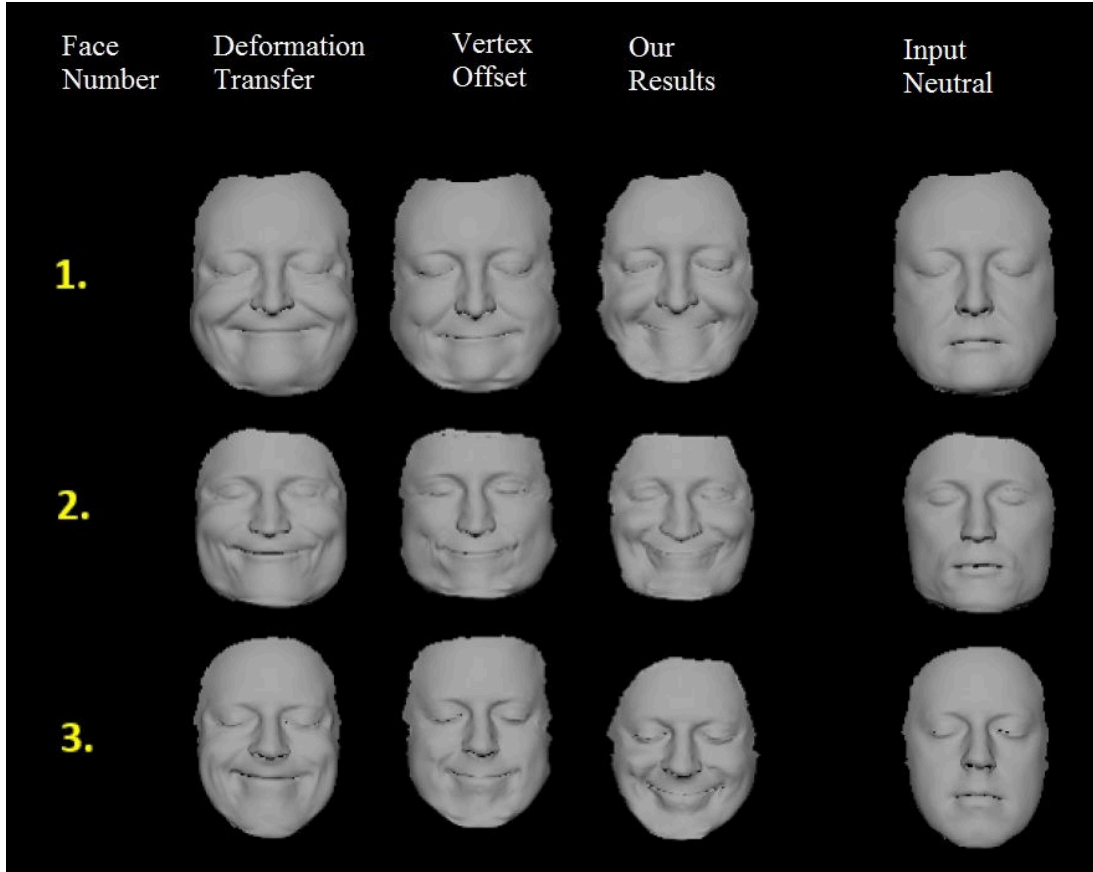 Face Number
Deformation Transfer
Vertex Offset
Our Results
Input Neutral
1.
2.
3.